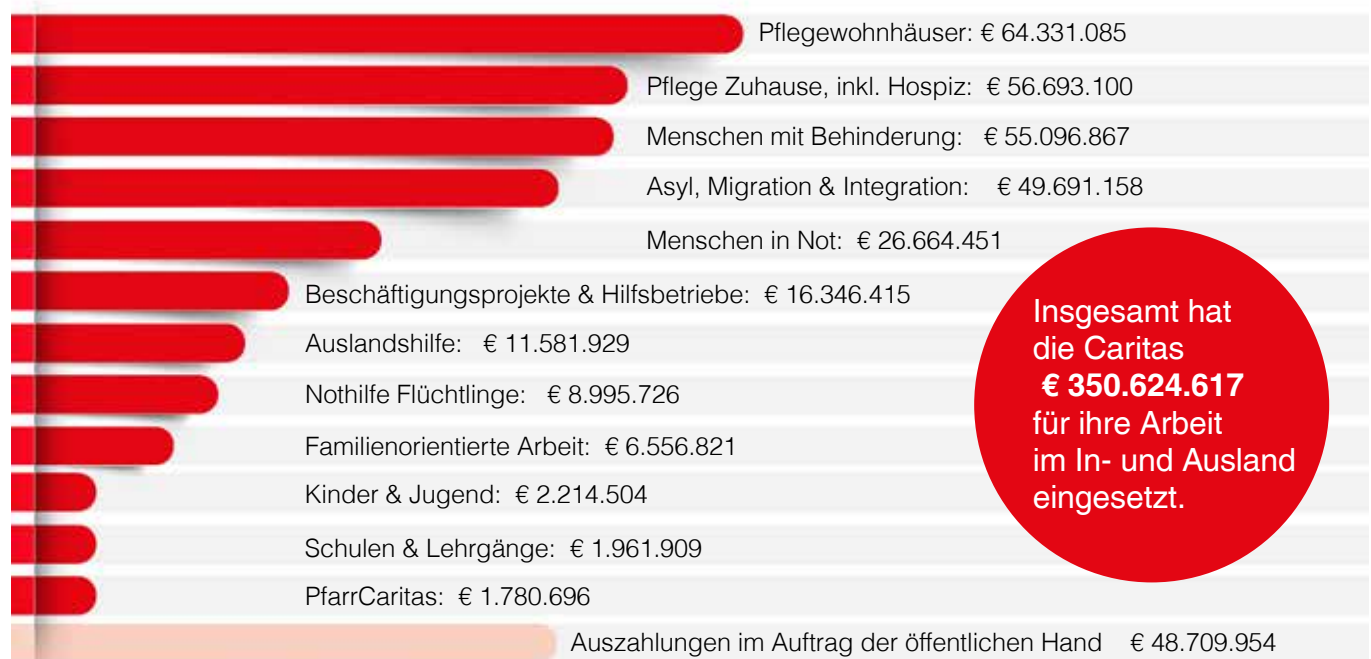 Pflegewohnhäuser: € 64.331.085
Pflege Zuhause, inkl. Hospiz: € 56.693.100
Menschen mit Behinderung: € 55.096.867
Asyl, Migration & Integration: € 49.691.158
Menschen in Not: € 26.664.451
Beschäftigungsprojekte & Hilfsbetriebe: € 16.346.415
Auslandshilfe: € 11.581.929
Nothilfe Flüchtlinge: € 8.995.726
Familienorientierte Arbeit: € 6.556.821
Kinder & Jugend: € 2.214.504
Schulen & Lehrgänge: € 1.961.909
PfarrCaritas: € 1.780.696
Auszahlungen im Auftrag der öffentlichen Hand € 48.709.954
Insgesamt hat
die Caritas
€ 350.624.617
für ihre Arbeit
im In- und Ausland
eingesetzt.